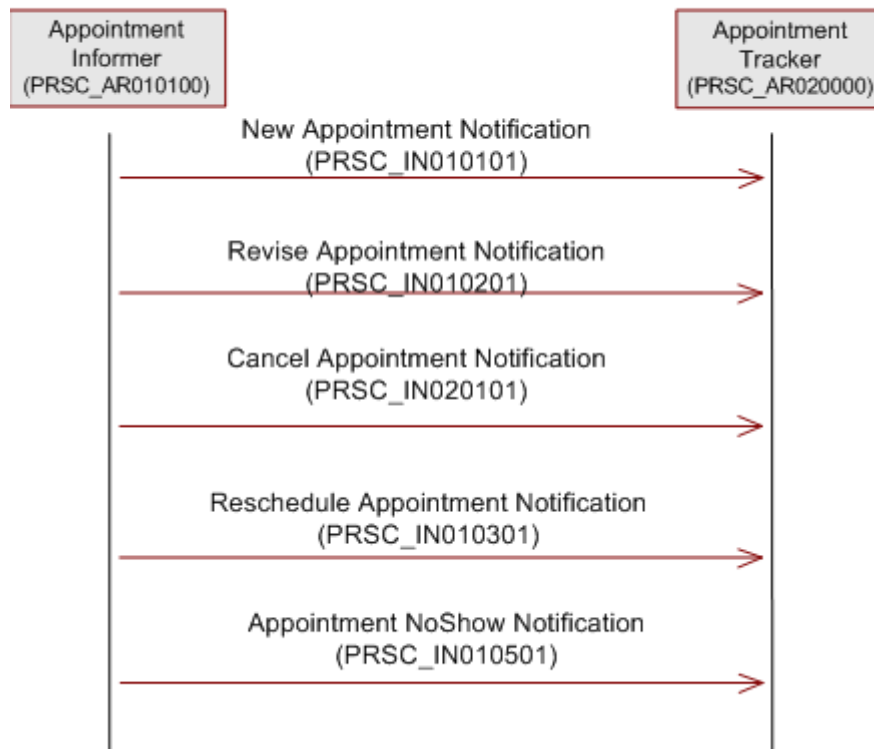 Appointment
Informer
(PRSC_AR010100)
Appointment
Tracker
(PRSC_AR020000)
New Appointment Notification
(PRSC_IN010101)
Revise Appointment Notification
(PRSC_IN010201)
Cancel Appointment Notification
(PRSC_IN020101)
Reschedule Appointment Notification
(PRSC_IN010301)
Appointment NoShow Notification
(PRSC_IN010501)